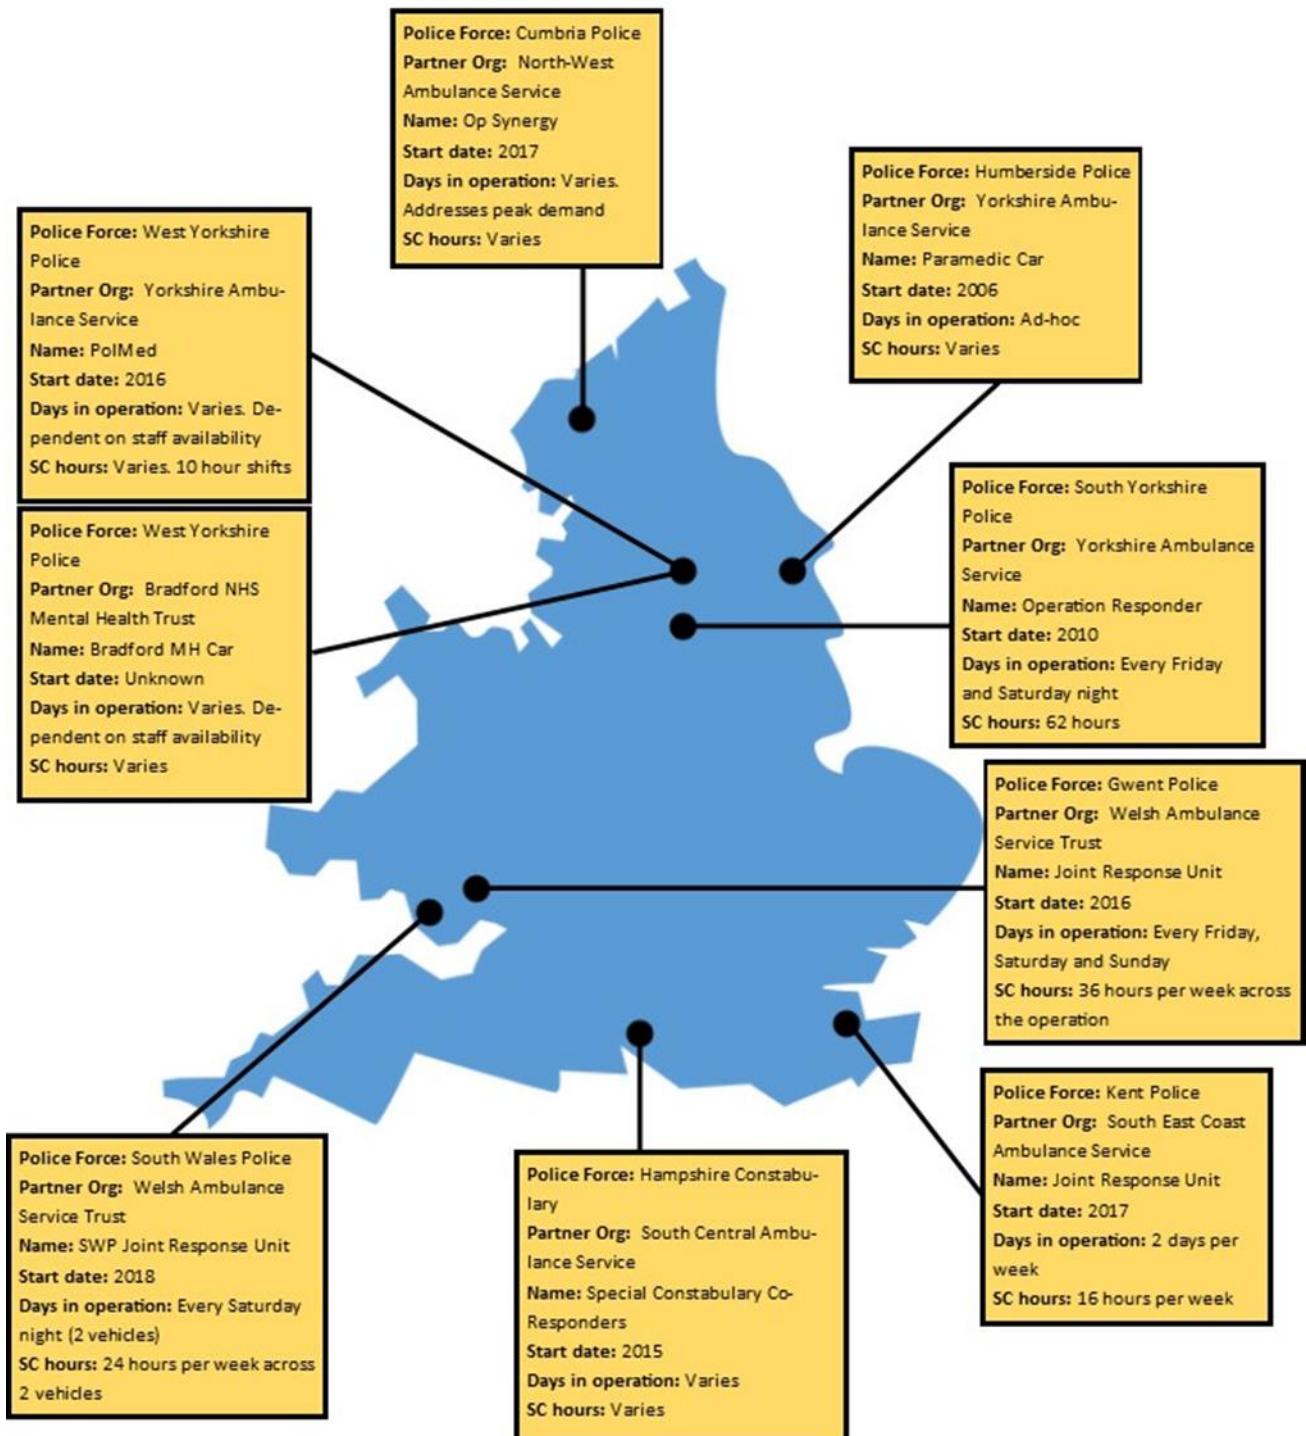 Police Force: Cumbria Police
Partner Org: North-West
Ambulance Service
Name: Op Synergy
Start date: 2017
Days in operation: Varies.
Addresses peak demand
SC hours: Varies
Police Force: Humberside Police
Partner Org: Yorkshire Ambu-
lance Service
Name: Paramedic Car
Start date: 2006
Days in operation: Ad-hoc
SC hours: Varies
Police Force: West Yorkshire
Police
Partner Org: Yorkshire Ambu-
lance Service
Name: PolMed
Start date: 2016
Days in operation: Varies. De-
pendent on staff availability
SC hours: Varies. 10 hour shifts
Police Force: West Yorkshire
Police
Partner Org: Bradford NHS
Mental Health Trust
Name: Bradford MH Car
Start date: Unknown
Days in operation: Varies. De-
pendent on staff availability
SC hours: Varies
Police Force: South Yorkshire
Police
Partner Org: Yorkshire Ambulance
Service
Name: Operation Responder
Start date: 2010
Days in operation: Every Friday
and Saturday night
SC hours: 62 hours
Police Force: Gwent Police
Partner Org: Welsh Ambulance
Service Trust
Name: Joint Response Unit
Start date: 2016
Days in operation: Every Friday,
Saturday and Sunday
SC hours: 36 hours per week across
the operation
Police Force: Kent Police
Partner Org: South East Coast
Ambulance Service
Name: Joint Response Unit
Start date: 2017
Days in operation: 2 days per
week
SC hours: 16 hours per week
Police Force: South Wales Police
Partner Org: Welsh Ambulance
Service Trust
Name: SWP Joint Response Unit
Start date: 2018
Days in operation: Every Saturday
night (2 vehicles)
SC hours: 24 hours per week across
2 vehicles
Police Force: Hampshire Constabu-
lary
Partner Org: South Central Ambu-
lance Service
Name: Special Constabulary Co-
Responders
Start date: 2015
Days in operation: Varies
SC hours: Varies